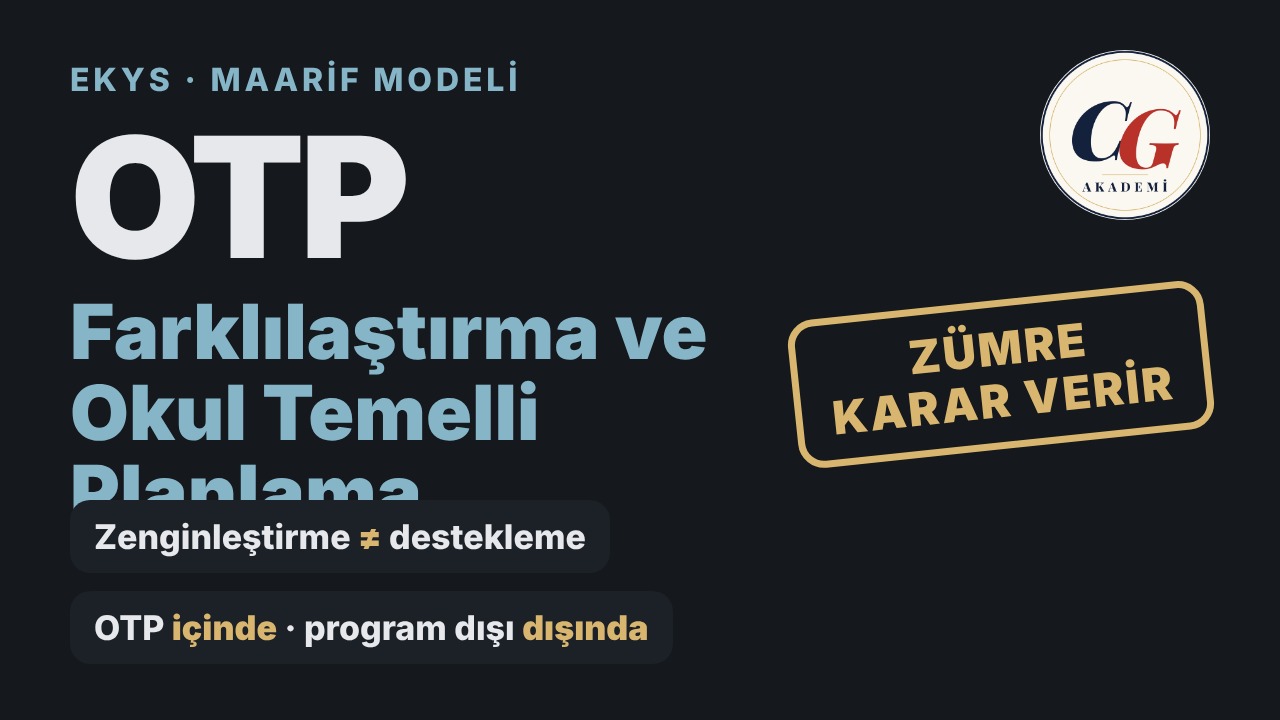 EKYS · MAARİF MODELİ
OTP
Farklılaştırma ve
Okul Temelli
Planlama
Zenginleştirme ≠ destekleme
OTP içinde · program dışı dışında
CG
AKADEMİ
ZÜMRE
KARAR VERİR